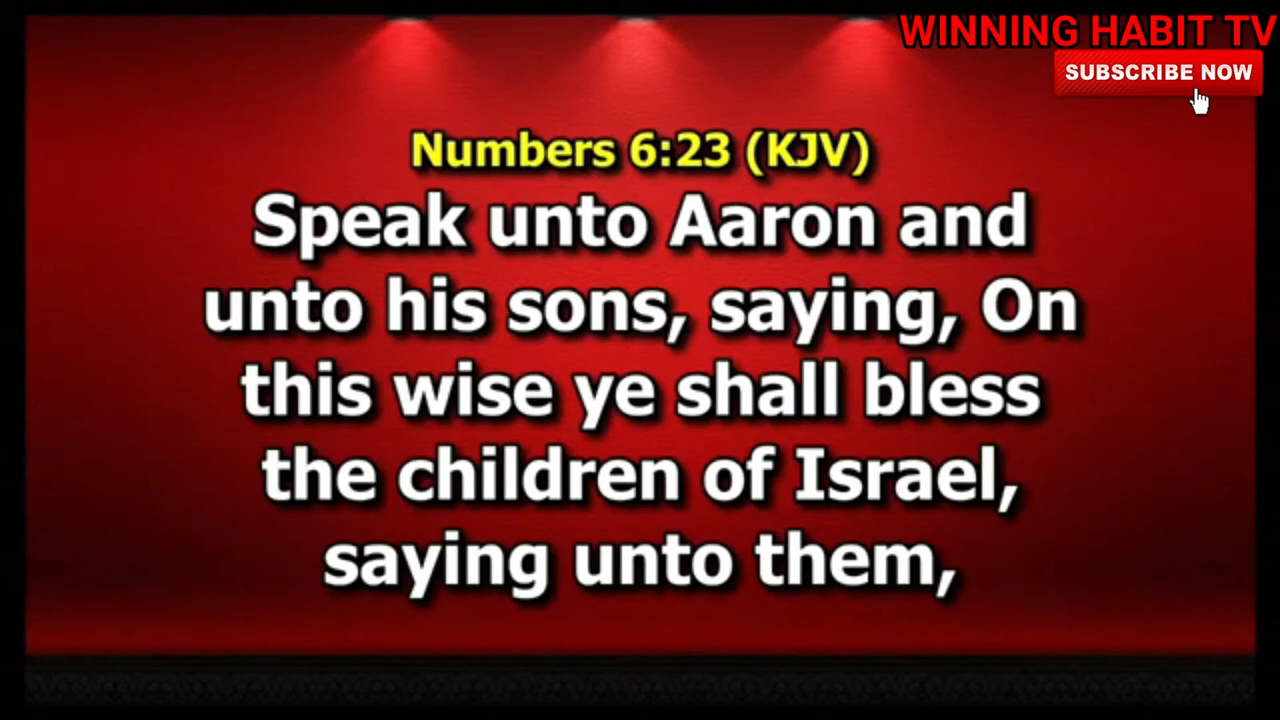 WINNING HABIT TV
SUBSCRIBE NOW
Numbers 6:23 (KJV)
Speak unto Aaron and
unto his sons, saying, On
this wise ye shall bless
the children of Israel,
saying unto them,